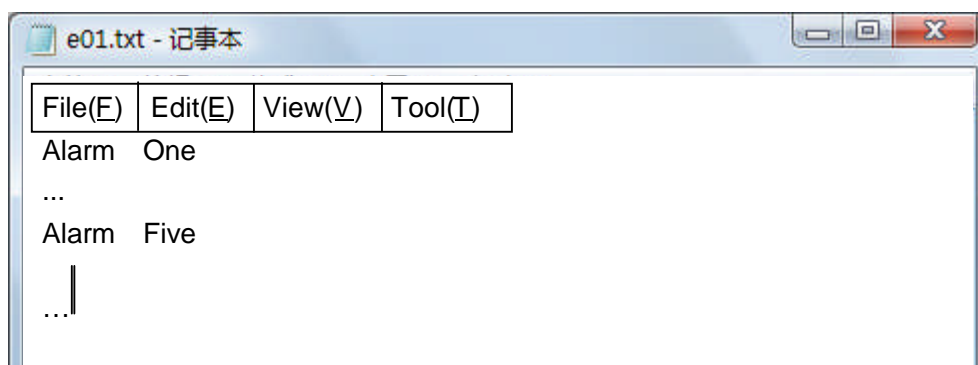 e01.txt - 记事本
File(F) Edit(E) View(V) Tool(T)
Alarm One
...
Alarm Five
...